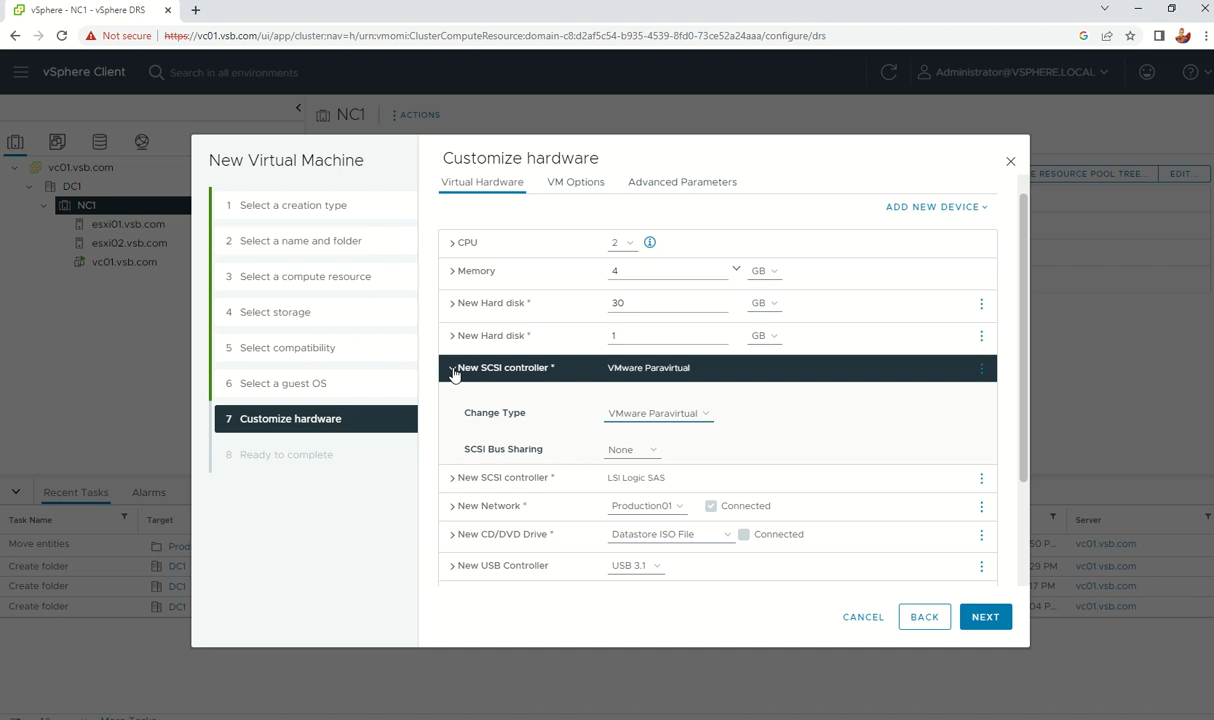 vSphere - NC1 - vSphere DRS
Not secure
https://vc01.vsb.com/ui/app/cluster;nav=h/urn:vmomi:ClusterComputeResource:domain-c8:d2af5c54-b935-4539-8fd0-73ce52a24aaa/configure/drs
vSphere Client
Search in all environments
Administrator@VSPHERE.LOCAL
NC1
ACTIONS
vc01.vsb.com
DC1
NC1
esxi01.vsb.com
esxi02.vsb.com
vc01.vsb.com
RESOURCE POOL TREE...
EDIT...
New Virtual Machine
1 Select a creation type
2 Select a name and folder
3 Select a compute resource
4 Select storage
5 Select compatibility
6 Select a guest OS
7 Customize hardware
8 Ready to complete
Customize hardware
Virtual Hardware VM Options Advanced Parameters
ADD NEW DEVICE
CPU 2
Memory 4 GB
New Hard disk * 30 GB
New Hard disk * 1 GB
New SCSI controller * VMware Paravirtual
Change Type VMware Paravirtual
SCSI Bus Sharing None
New SCSI controller * LSI Logic SAS
New Network * Production01 Connected
New CD/DVD Drive * Datastore ISO File Connected
New USB Controller USB 3.1
CANCEL BACK NEXT
Recent Tasks Alarms
Task Name Target Server
Move entities Prod 50 P... vc01.vsb.com
Create folder DC1 29 PM vc01.vsb.com
Create folder DC1 17 PM vc01.vsb.com
Create folder DC1 04 P... vc01.vsb.com